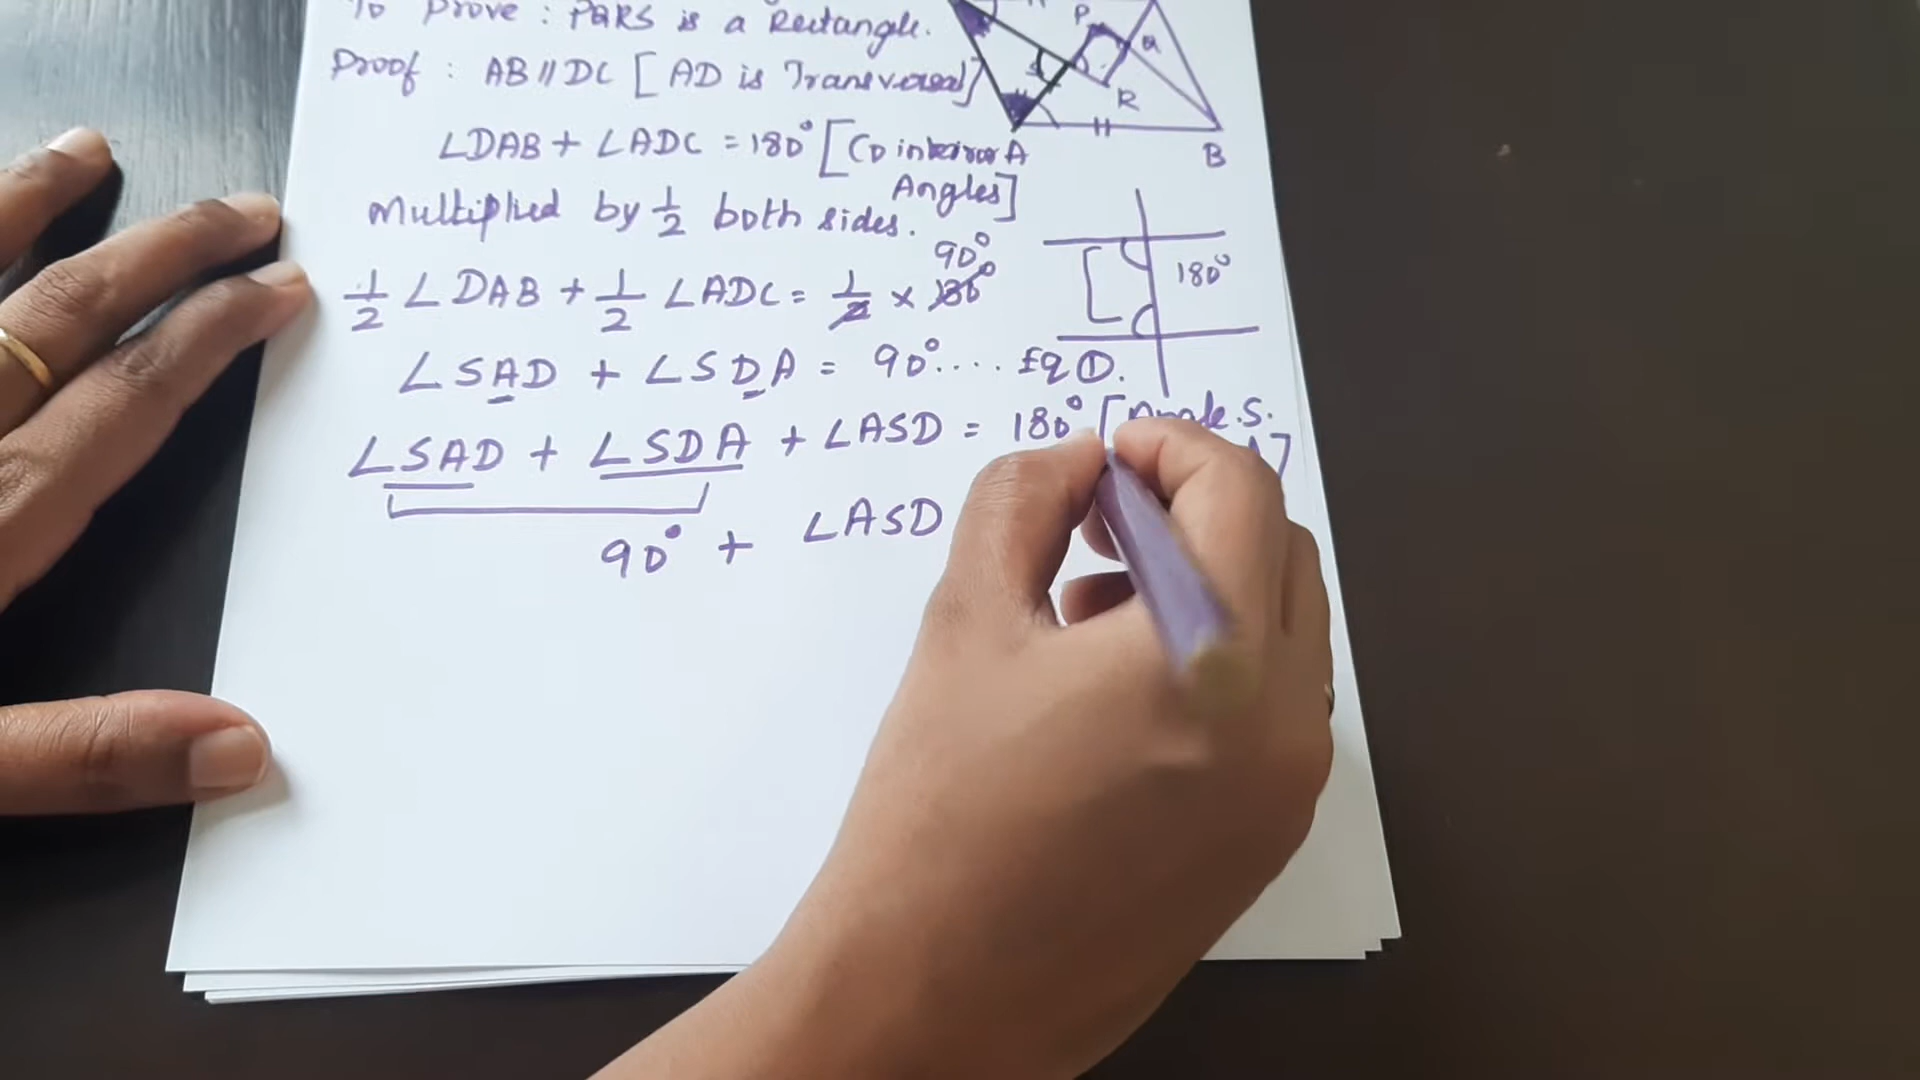 To Prove : PQRS is a Rectangle.
Proof : AB // DC [AD is Transversal]
∠DAB + ∠ADC = 180° [Co interior
Angles]
Multiplied by 1/2 both sides.
90°
1/2 ∠DAB + 1/2 ∠ADC = 1/2 × 180°
∠SAD + ∠SDA = 90°.... Eq ①.
∠SAD + ∠SDA + ∠ASD = 180° [Angle.S.
90° + ∠ASD
P
Q
S
R
A
B
180°